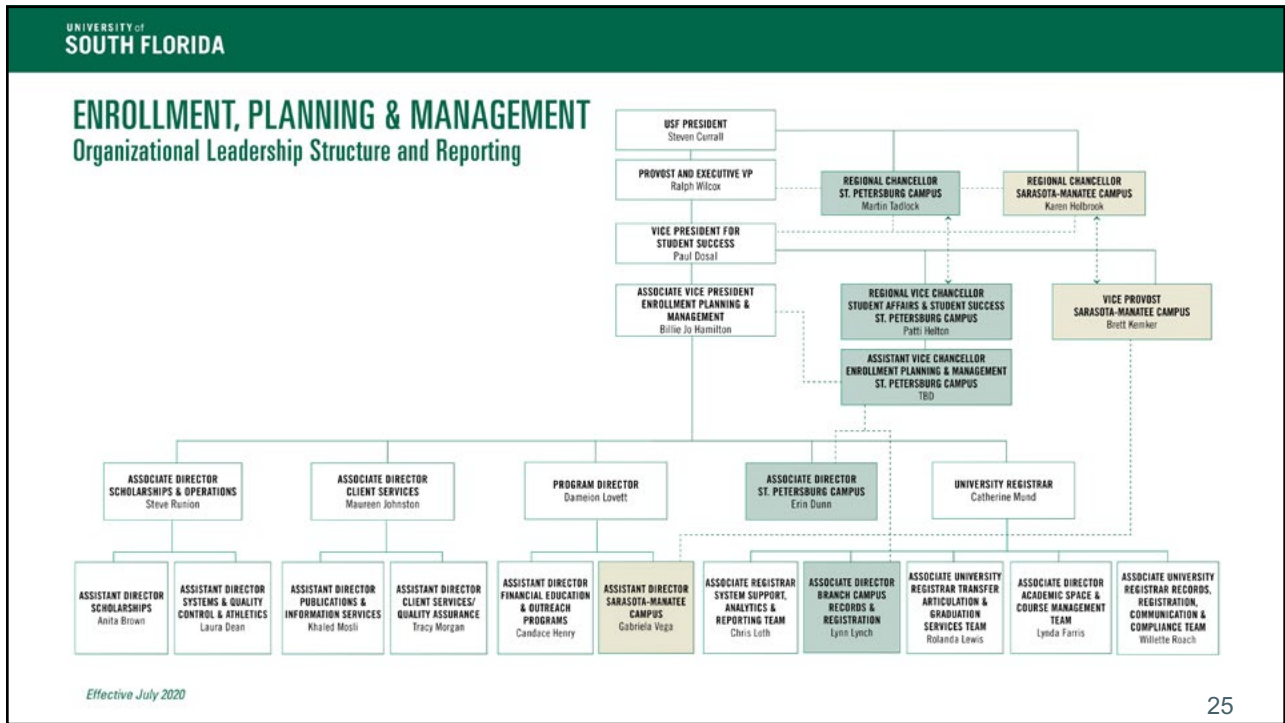 UNIVERSITY of
SOUTH FLORIDA
ENROLLMENT, PLANNING & MANAGEMENT
Organizational Leadership Structure and Reporting
USF PRESIDENT
Steven Currall
PROVOST AND EXECUTIVE VP
Ralph Wilcox
REGIONAL CHANCELLOR
ST. PETERSBURG CAMPUS
Martin Tadlock
REGIONAL CHANCELLOR
SARASOTA-MANATEE CAMPUS
Karen Holbrook
VICE PRESIDENT FOR
STUDENT SUCCESS
Paul Dosal
ASSOCIATE VICE PRESIDENT
ENROLLMENT PLANNING &
MANAGEMENT
Billie Jo Hamilton
REGIONAL VICE CHANCELLOR
STUDENT AFFAIRS & STUDENT SUCCESS
ST. PETERSBURG CAMPUS
Patti Helton
VICE PROVOST
SARASOTA-MANATEE CAMPUS
Brett Kemker
ASSISTANT VICE CHANCELLOR
ENROLLMENT PLANNING & MANAGEMENT
ST. PETERSBURG CAMPUS
TBD
ASSOCIATE DIRECTOR
SCHOLARSHIPS & OPERATIONS
Steve Runion
ASSOCIATE DIRECTOR
CLIENT SERVICES
Maureen Johnston
PROGRAM DIRECTOR
Dameion Lovett
ASSOCIATE DIRECTOR
ST. PETERSBURG CAMPUS
Erin Dunn
UNIVERSITY REGISTRAR
Catherine Mund
ASSISTANT DIRECTOR
SCHOLARSHIPS
Anita Brown
ASSISTANT DIRECTOR
SYSTEMS & QUALITY
CONTROL & ATHLETICS
Laura Dean
ASSISTANT DIRECTOR
PUBLICATIONS &
INFORMATION SERVICES
Khaled Mosli
ASSISTANT DIRECTOR
CLIENT SERVICES/
QUALITY ASSURANCE
Tracy Morgan
ASSISTANT DIRECTOR
FINANCIAL EDUCATION
& OUTREACH
PROGRAMS
Candace Henry
ASSISTANT DIRECTOR
SARASOTA-MANATEE
CAMPUS
Gabriela Vega
ASSOCIATE REGISTRAR
SYSTEM SUPPORT,
ANALYTICS &
REPORTING TEAM
Chris Loth
ASSOCIATE DIRECTOR
BRANCH CAMPUS
RECORDS &
REGISTRATION
Lynn Lynch
ASSOCIATE UNIVERSITY
REGISTRAR TRANSFER
ARTICULATION &
GRADUATION
SERVICES TEAM
Rolanda Lewis
ASSOCIATE DIRECTOR
ACADEMIC SPACE &
COURSE MANAGEMENT
TEAM
Lynda Farris
ASSOCIATE UNIVERSITY
REGISTRAR RECORDS,
REGISTRATION,
COMMUNICATION &
COMPLIANCE TEAM
Willette Roach
Effective July 2020
25